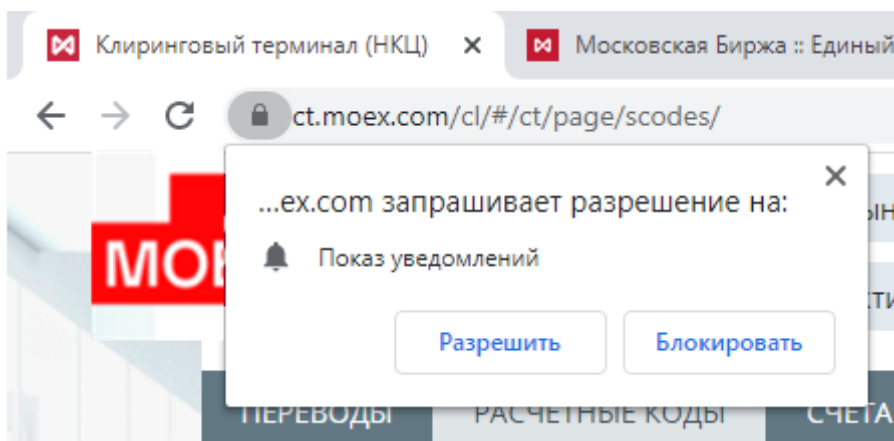 Клиринговый терминал (НКЦ)
Московская Биржа :: Единый
ct.moex.com/cl/#/ct/page/scodes/
...ex.com запрашивает разрешение на:
Показ уведомлений
Разрешить
Блокировать
ПЕРЕВОДЫ
РАСЧЕТНЫЕ КОДЫ
СЧЕТА